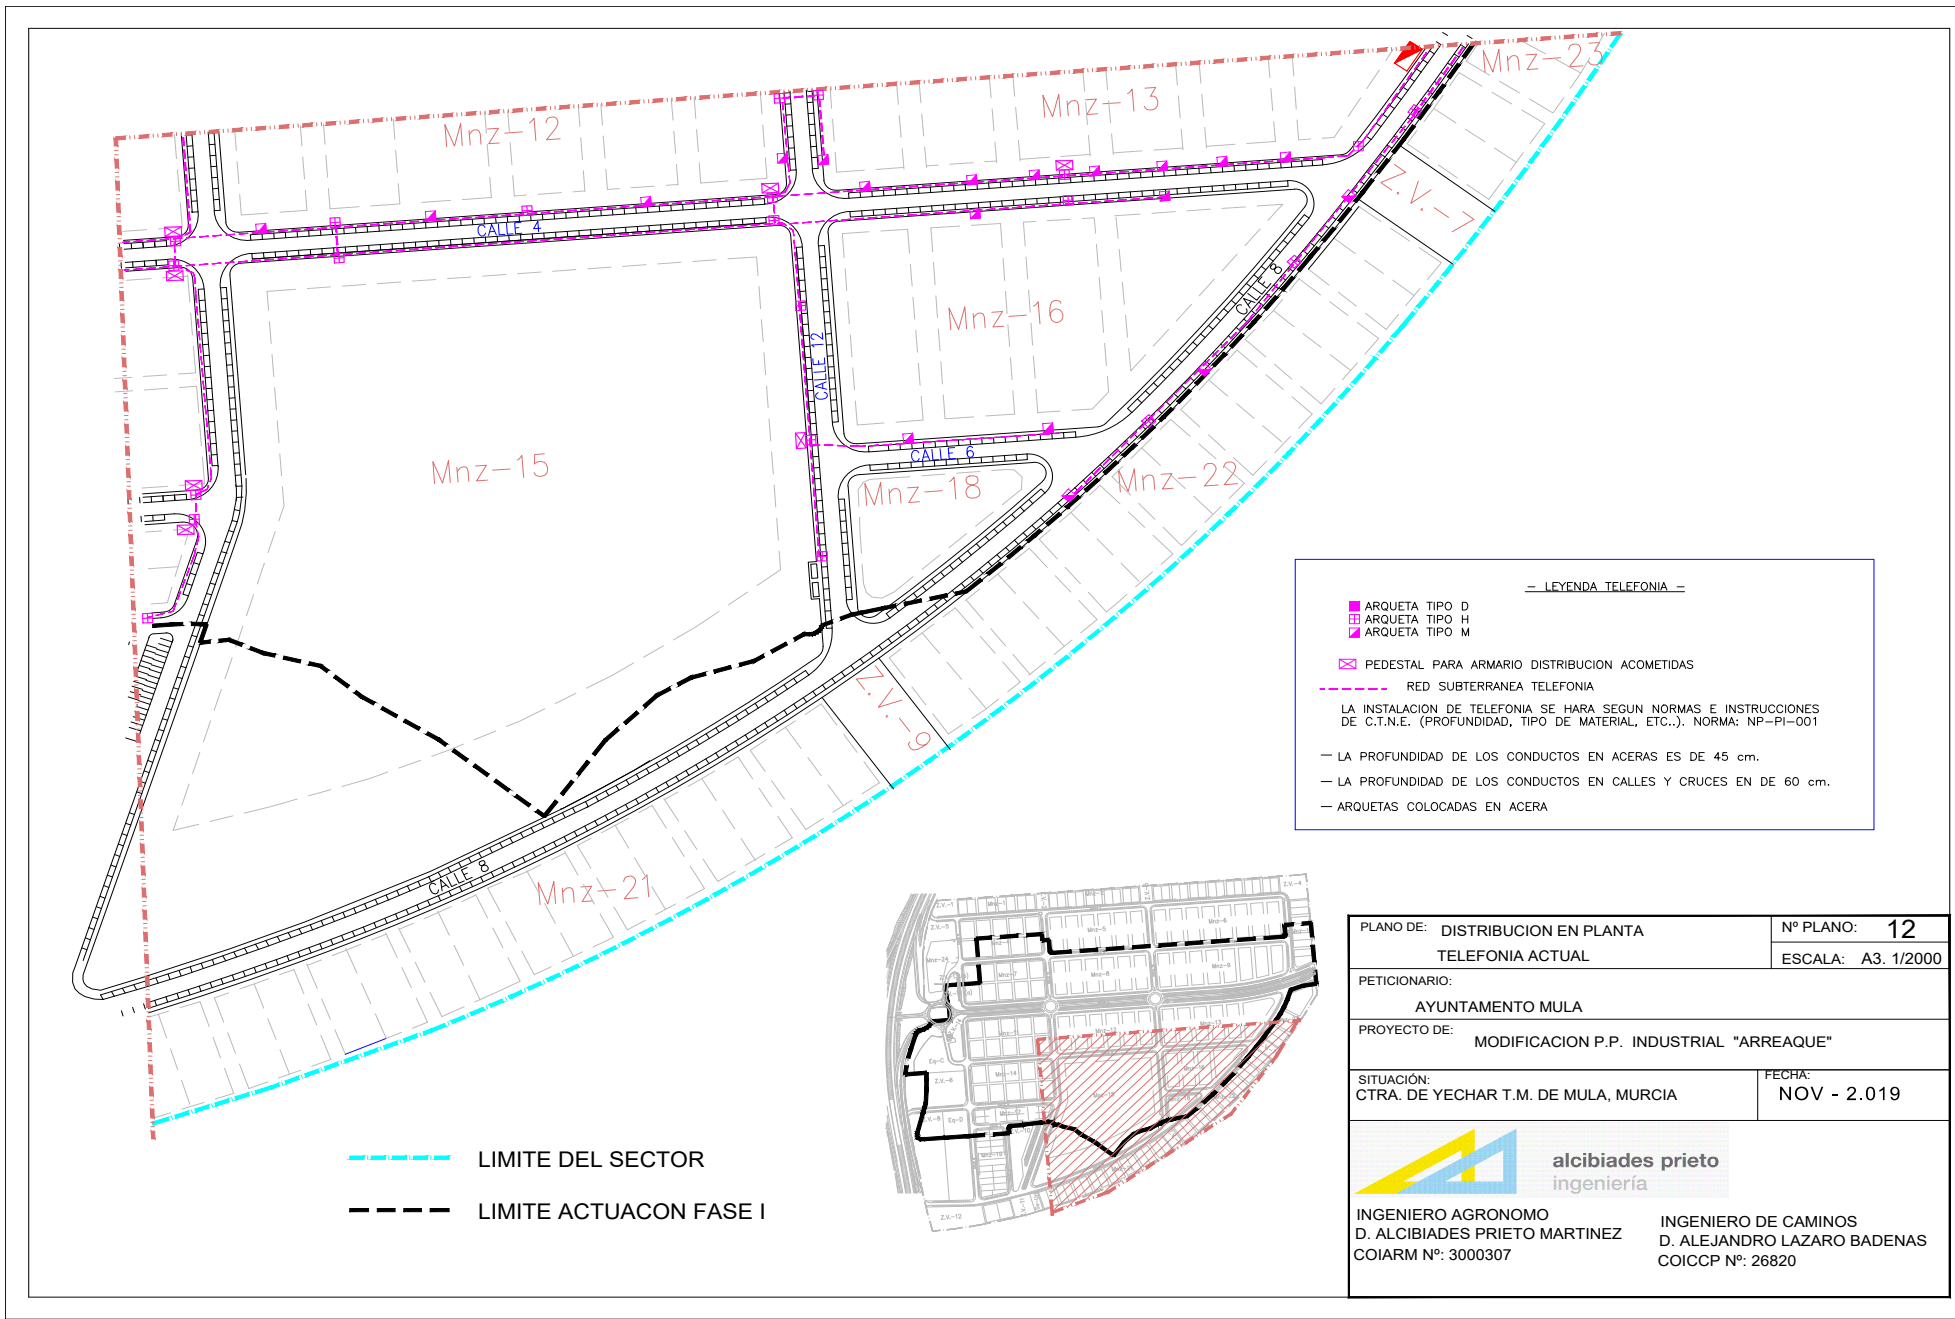 Mnz-23
Mnz-13
Mnz-12
Z.V.-7
CALLE 4
CALLE 8
Mnz-16
CALLE 12
CALLE 6
Mnz-15
Mnz-18
Mnz-22
Z.V.-9
CALLE 8
Mnz-21
- LEYENDA TELEFONIA -
ARQUETA TIPO D
ARQUETA TIPO H
ARQUETA TIPO M
PEDESTAL PARA ARMARIO DISTRIBUCION ACOMETIDAS
RED SUBTERRANEA TELEFONIA
LA INSTALACION DE TELEFONIA SE HARA SEGUN NORMAS E INSTRUCCIONES
DE C.T.N.E. (PROFUNDIDAD, TIPO DE MATERIAL, ETC..). NORMA: NP-PI-001
- LA PROFUNDIDAD DE LOS CONDUCTOS EN ACERAS ES DE 45 cm.
- LA PROFUNDIDAD DE LOS CONDUCTOS EN CALLES Y CRUCES EN DE 60 cm.
- ARQUETAS COLOCADAS EN ACERA
LIMITE DEL SECTOR
LIMITE ACTUACON FASE I
PLANO DE: DISTRIBUCION EN PLANTA
TELEFONIA ACTUAL
Nº PLANO: 12
ESCALA: A3. 1/2000
PETICIONARIO:
AYUNTAMENTO MULA
PROYECTO DE:
MODIFICACION P.P. INDUSTRIAL "ARREAQUE"
SITUACIÓN:
CTRA. DE YECHAR T.M. DE MULA, MURCIA
FECHA:
NOV - 2.019
alcibiades prieto
ingeniería
INGENIERO AGRONOMO
D. ALCIBIADES PRIETO MARTINEZ
COIARM Nº: 3000307
INGENIERO DE CAMINOS
D. ALEJANDRO LAZARO BADENAS
COICCP Nº: 26820